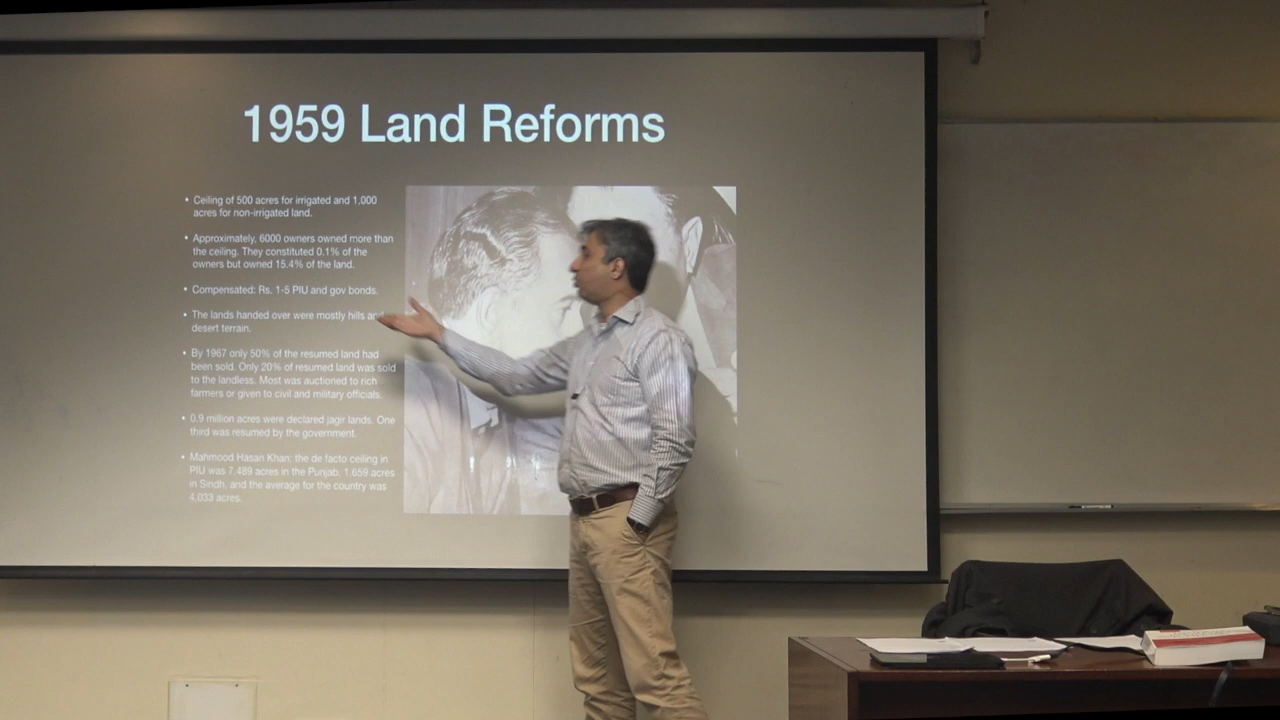 1959 Land Reforms
• Ceiling of 500 acres for irrigated and 1,000
acres for non-irrigated land.
• Approximately, 6000 owners owned more than
the ceiling. They constituted 0.1% of the
owners but owned 15.4% of the land.
• Compensated: Rs. 1-5 PIU and gov bonds.
• The lands handed over were mostly hills and
desert terrain.
• By 1967 only 50% of the resumed land had
been sold. Only 20% of resumed land was sold
to the landless. Most was auctioned to rich
farmers or given to civil and military officials.
• 0.9 million acres were declared jagir lands. One
third was resumed by the government.
• Mahmood Hasan Khan: the de facto ceiling in
PIU was 7,489 acres in the Punjab, 1,659 acres
in Sindh, and the average for the country was
4,033 acres.